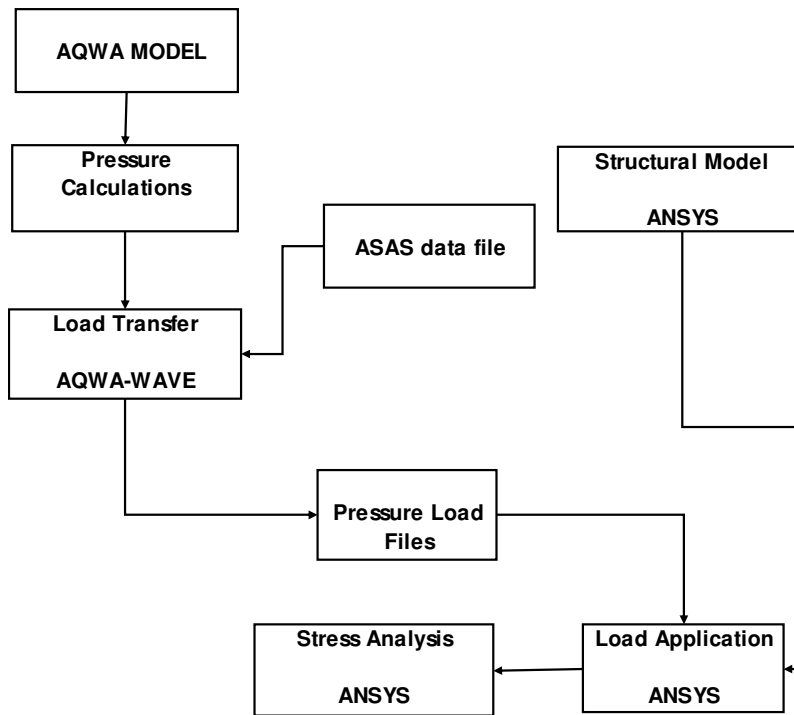 AQWA MODEL
Pressure
Calculations
Structural Model
ANSYS
ASAS data file
Load Transfer
AQWA-WAVE
Pressure Load
Files
Stress Analysis
ANSYS
Load Application
ANSYS